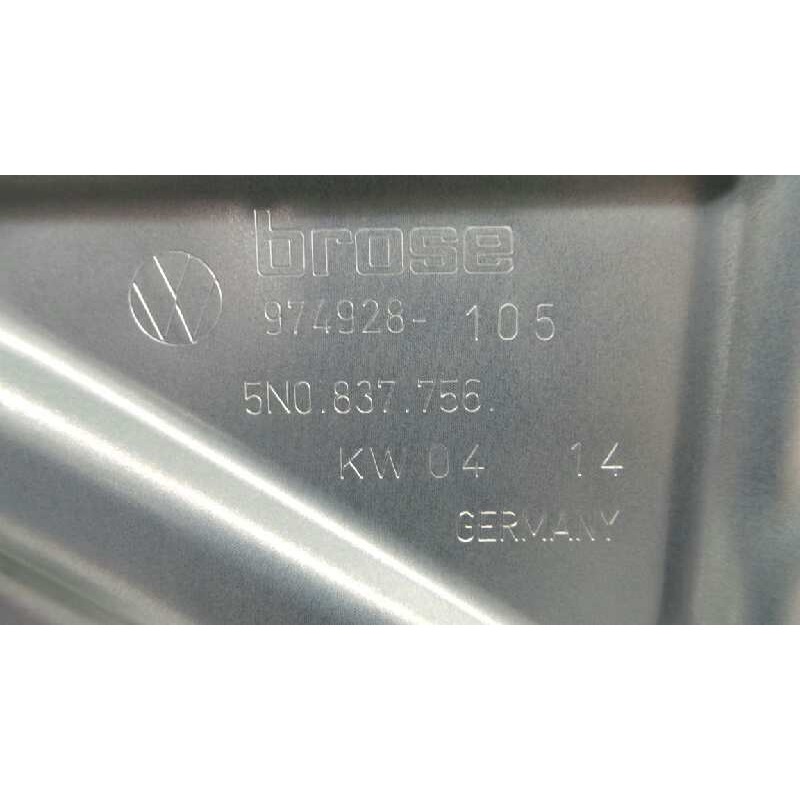 brose
974928- 105
5N0.837.756.
KW 04 14
GERMANY